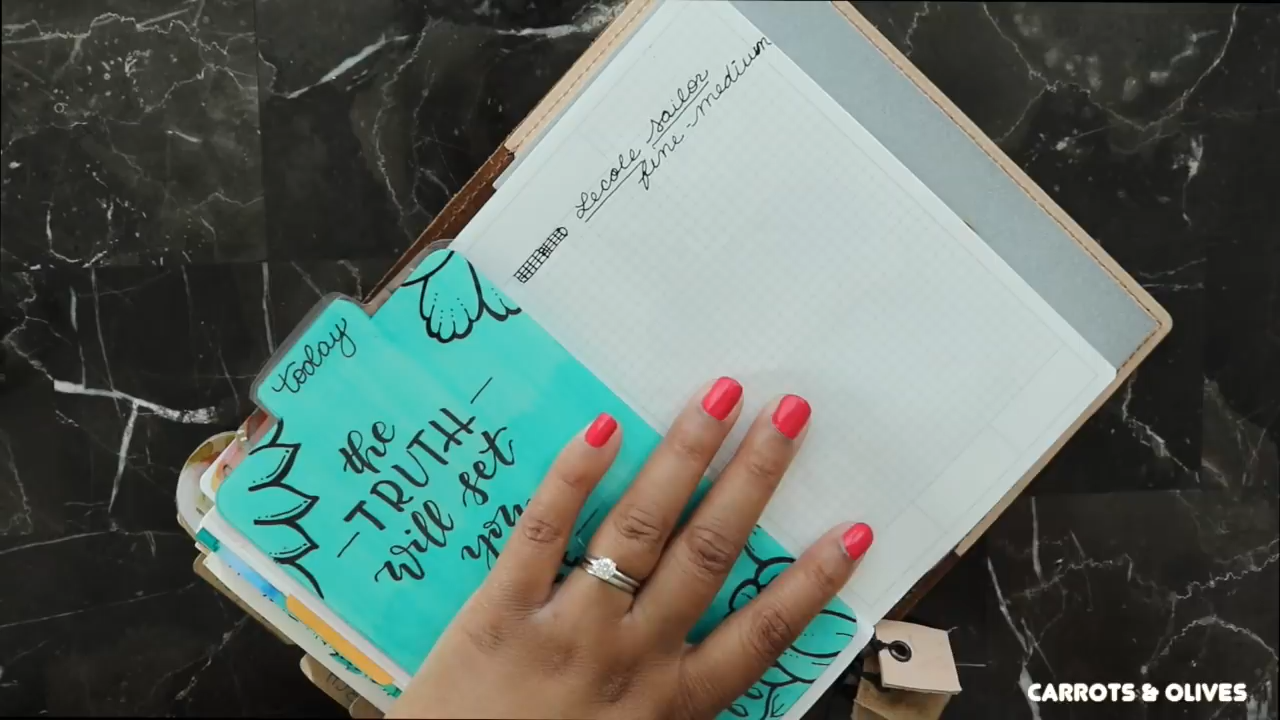 Lecole Sailor
fine - medium
today
the
TRUTH
will set
you
CARROTS & OLIVES